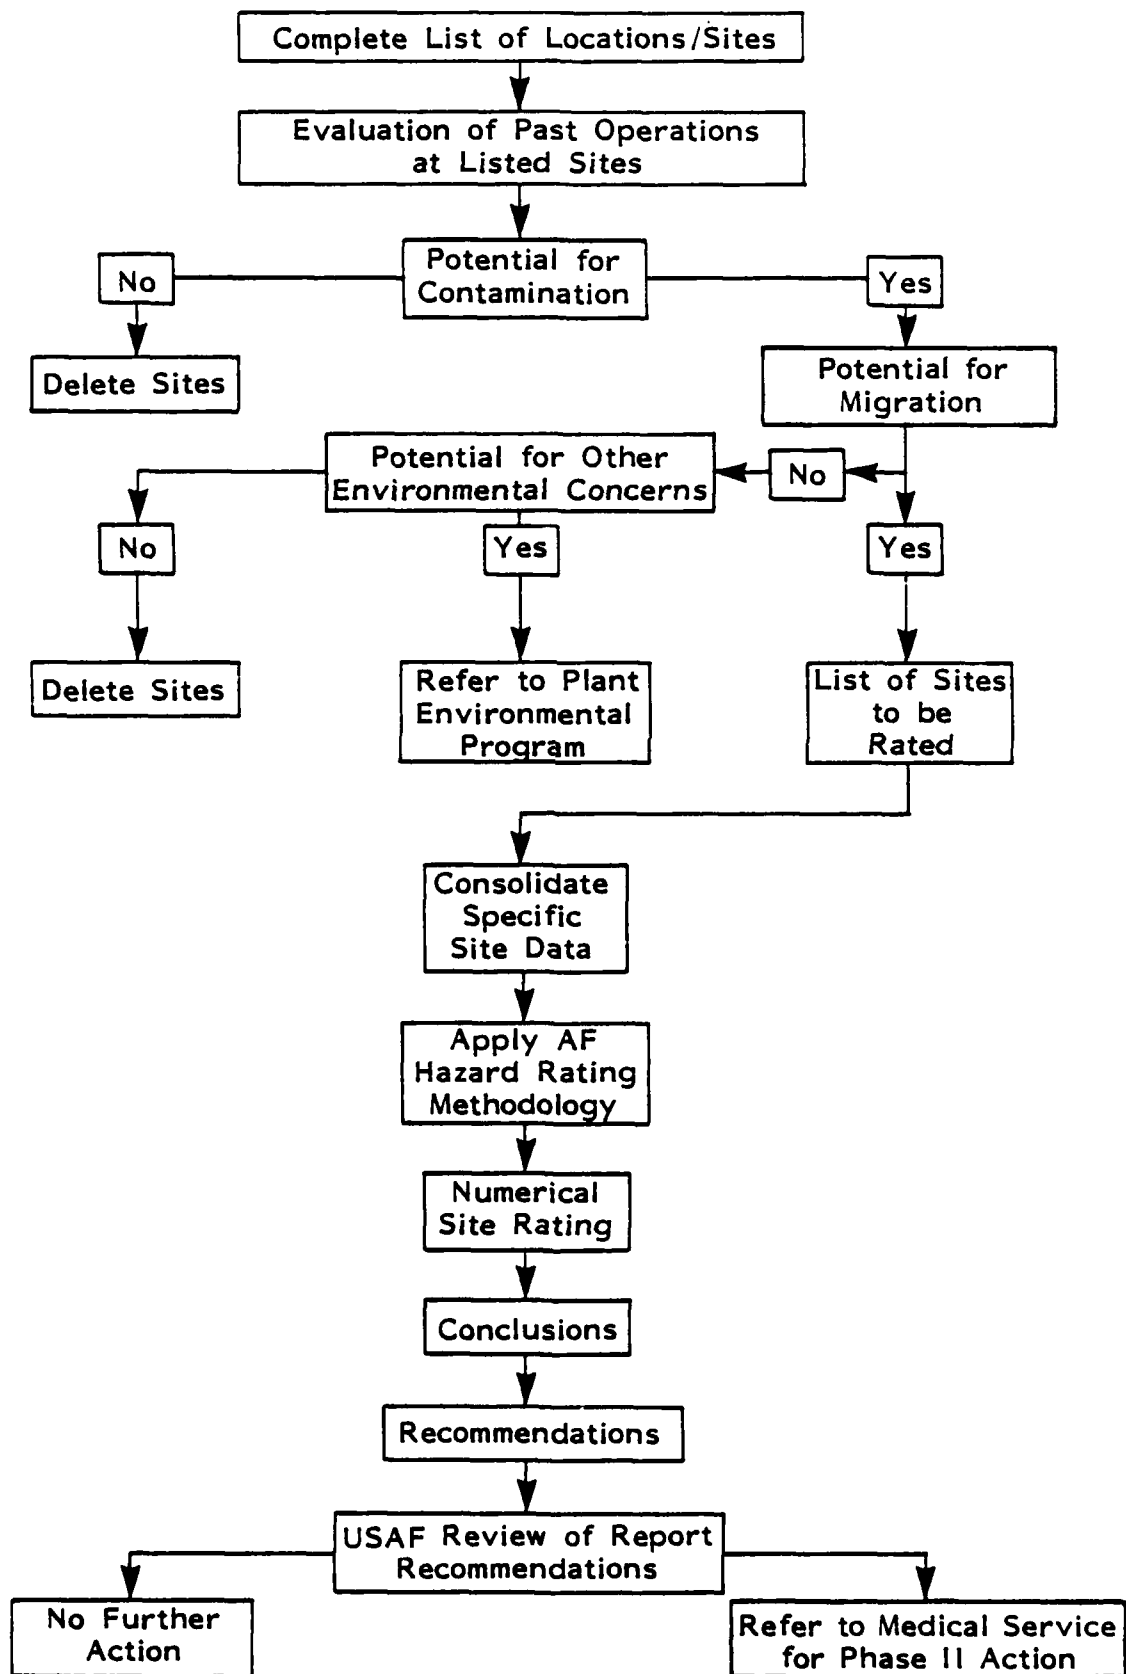 Complete List of Locations/Sites
Evaluation of Past Operations
at Listed Sites
Potential for
Contamination
No
Yes
Delete Sites
Potential for
Migration
Potential for Other
Environmental Concerns
No
No
Yes
Yes
Delete Sites
Refer to Plant
Environmental
Program
List of Sites
to be
Rated
Consolidate
Specific
Site Data
Apply AF
Hazard Rating
Methodology
Numerical
Site Rating
Conclusions
Recommendations
USAF Review of Report
Recommendations
No Further
Action
Refer to Medical Service
for Phase II Action